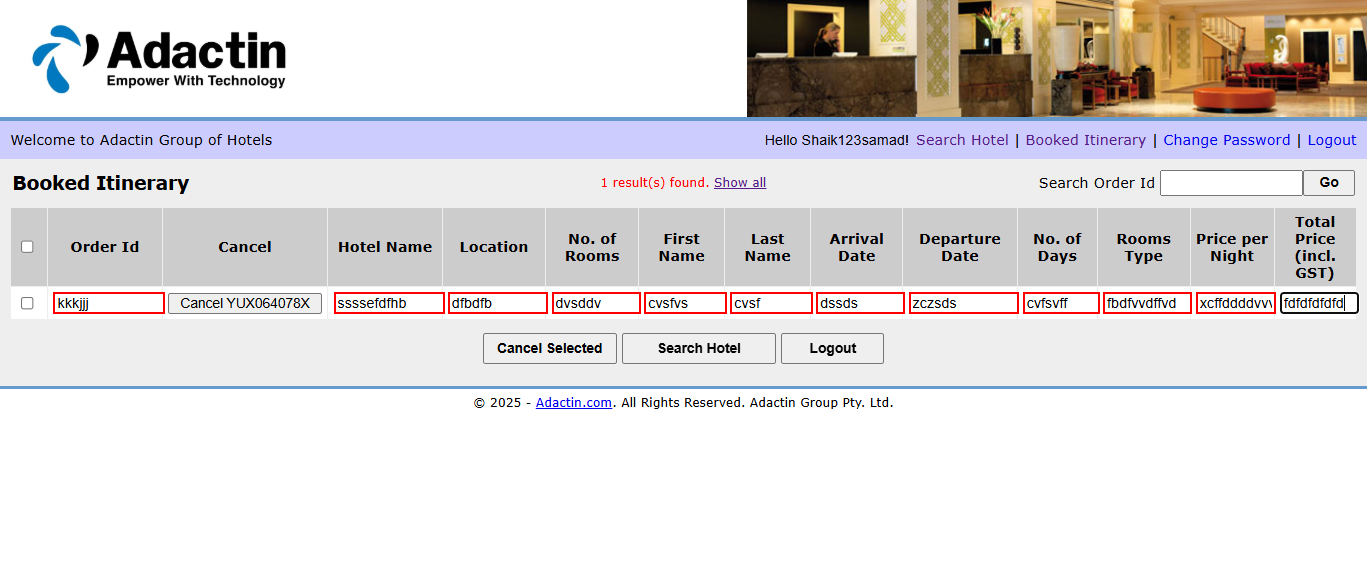 Adactin
Empower With Technology
Welcome to Adactin Group of Hotels
Hello Shaik123samad! Search Hotel | Booked Itinerary | Change Password | Logout
Booked Itinerary
1 result(s) found. Show all
Search Order Id Go
Order Id Cancel Hotel Name Location No. of Rooms First Name Last Name Arrival Date Departure Date No. of Days Rooms Type Price per Night Total Price (incl. GST)
kkkjjj Cancel YUX064078X sssssefdfhb dfbdfb dvsddv cvsfvs cvsf dssds zczsds cvfsvff fbdfvvdffvd xcffddddvvv fdfdfdfdfd
Cancel Selected Search Hotel Logout
© 2025 - Adactin.com. All Rights Reserved. Adactin Group Pty. Ltd.